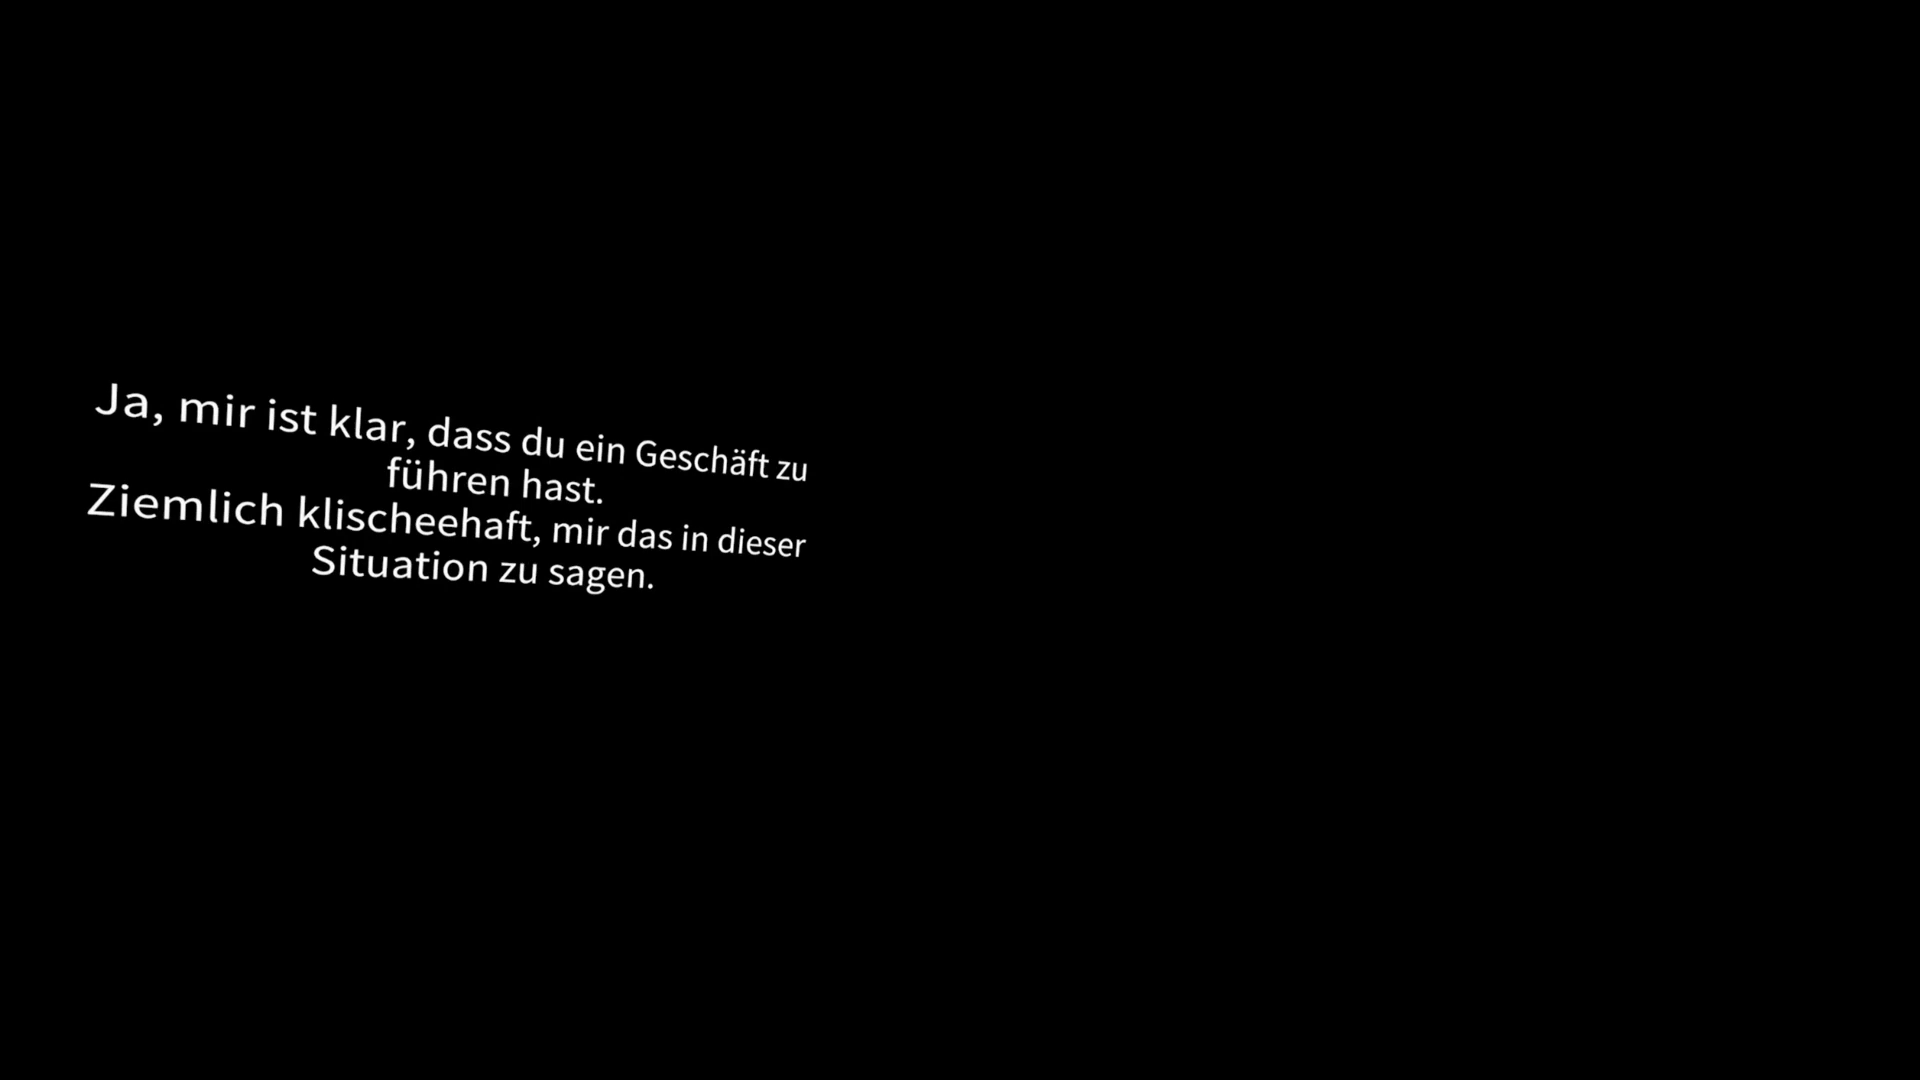 Ja, mir ist klar, dass du ein Geschäft zu
führen hast.
Ziemlich klischeehaft, mir das in dieser
Situation zu sagen.